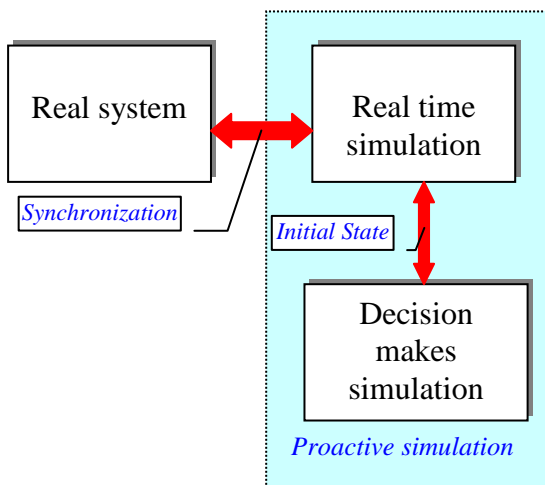 Real system
Real time
simulation
Synchronization
Initial State
Decision
makes
simulation
Proactive simulation